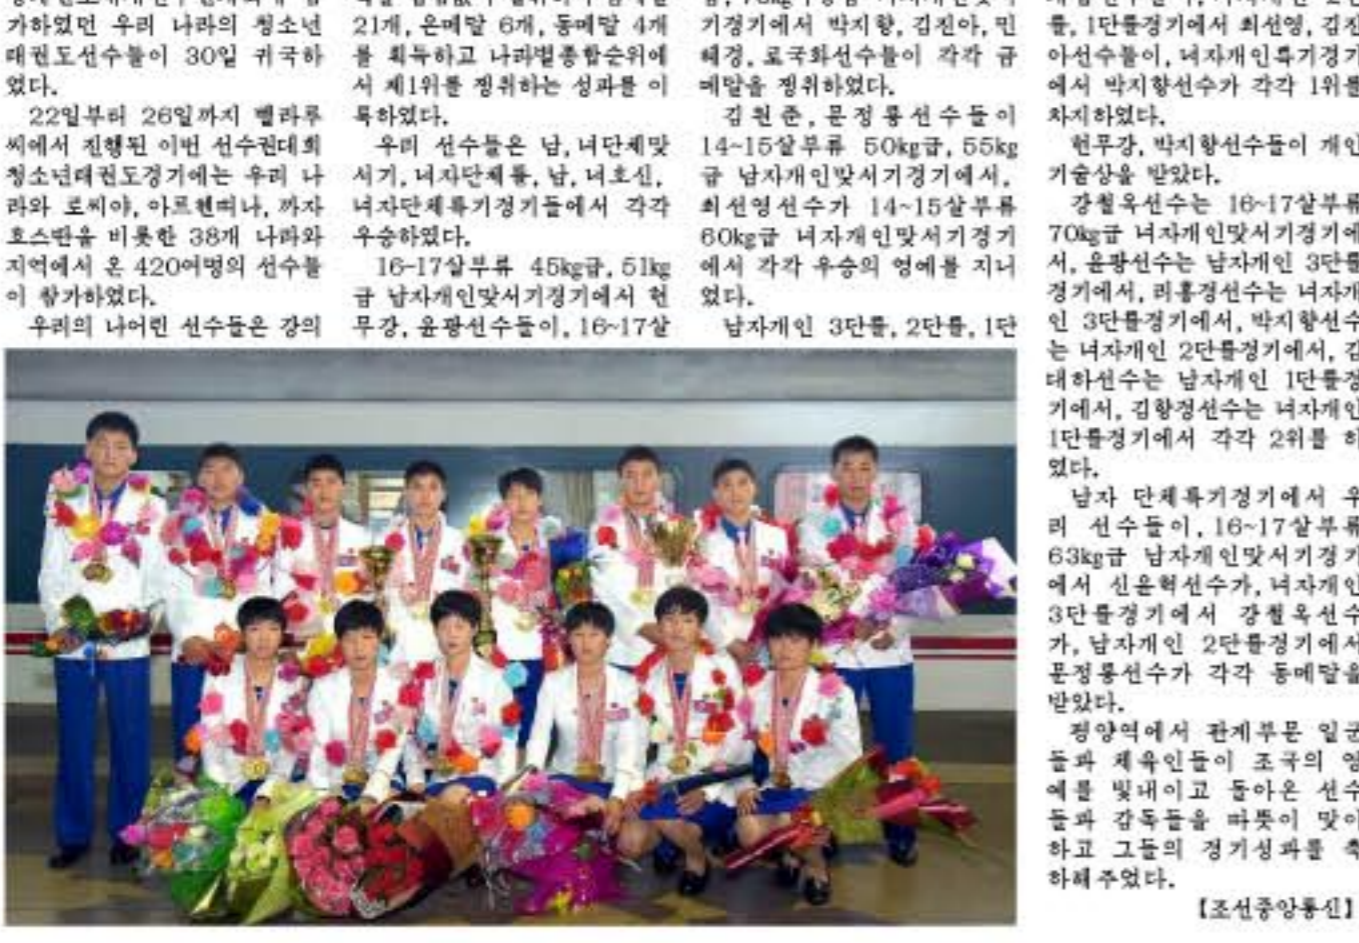 가하였던 우리 나라의 청소년
태권도선수들이 30일 귀국하
였다.
22일부터 26일까지 벨라루
씨에서 진행된 이번 선수권대회
청소년태권도경기에는 우리 나
라와 로씨야, 아르헨띠나, 까자
흐스딴을 비롯한 38개 나라와
지역에서 온 420여명의 선수들
이 참가하였다.
우리의 나어린 선수들은 강의
21개, 은메달 6개, 동메달 4개
를 획득하고 나라별종합순위에
서 제1위를 쟁취하는 성과를 이
룩하였다.
우리 선수들은 남, 녀단체맞
서기, 녀자단체틀, 남, 녀호신,
녀자단체특기경기들에서 각각
우승하였다.
16-17살부류 45kg급, 51kg
급 남자개인맞서기경기에서 현
무강, 윤광선수들이, 16~17살
기경기에서 박지향, 김진아, 민
혜경, 로국화선수들이 각각 금
메달을 쟁취하였다.
김원준, 문정룡선수들이
14~15살부류 50kg급, 55kg
급 남자개인맞서기경기에서,
최선영선수가 14~15살부류
60kg급 녀자개인맞서기경기
에서 각각 우승의 영예를 지니
였다.
남자개인 3단틀, 2단틀, 1단
틀, 1단틀경기에서 최선영, 김진
아선수들이, 녀자개인특기경기
에서 박지향선수가 각각 1위를
차지하였다.
현무강, 박지향선수들이 개인
기술상을 받았다.
강철옥선수는 16~17살부류
70kg급 녀자개인맞서기경기에
서, 윤광선수는 남자개인 3단틀
경기에서, 리흥경선수는 녀자개
인 3단틀경기에서, 박지향선수
는 녀자개인 2단틀경기에서, 김
대하선수는 남자개인 1단틀경
기에서, 김향경선수는 녀자개인
1단틀경기에서 각각 2위를 하
였다.
남자 단체특기경기에서 우
리 선수들이, 16~17살부류
63kg급 남자개인맞서기경기
에서 신윤혁선수가, 녀자개인
3단틀경기에서 강철옥선수
가, 남자개인 2단틀경기에서
문정룡선수가 각각 동메달을
받았다.
평양역에서 관계부문 일군
들과 체육인들이 조국의 영
예를 빛내이고 돌아온 선수
들과 감독들을 따뜻이 맞이
하고 그들의 경기성과를 축
하해주었다.
【조선중앙통신】